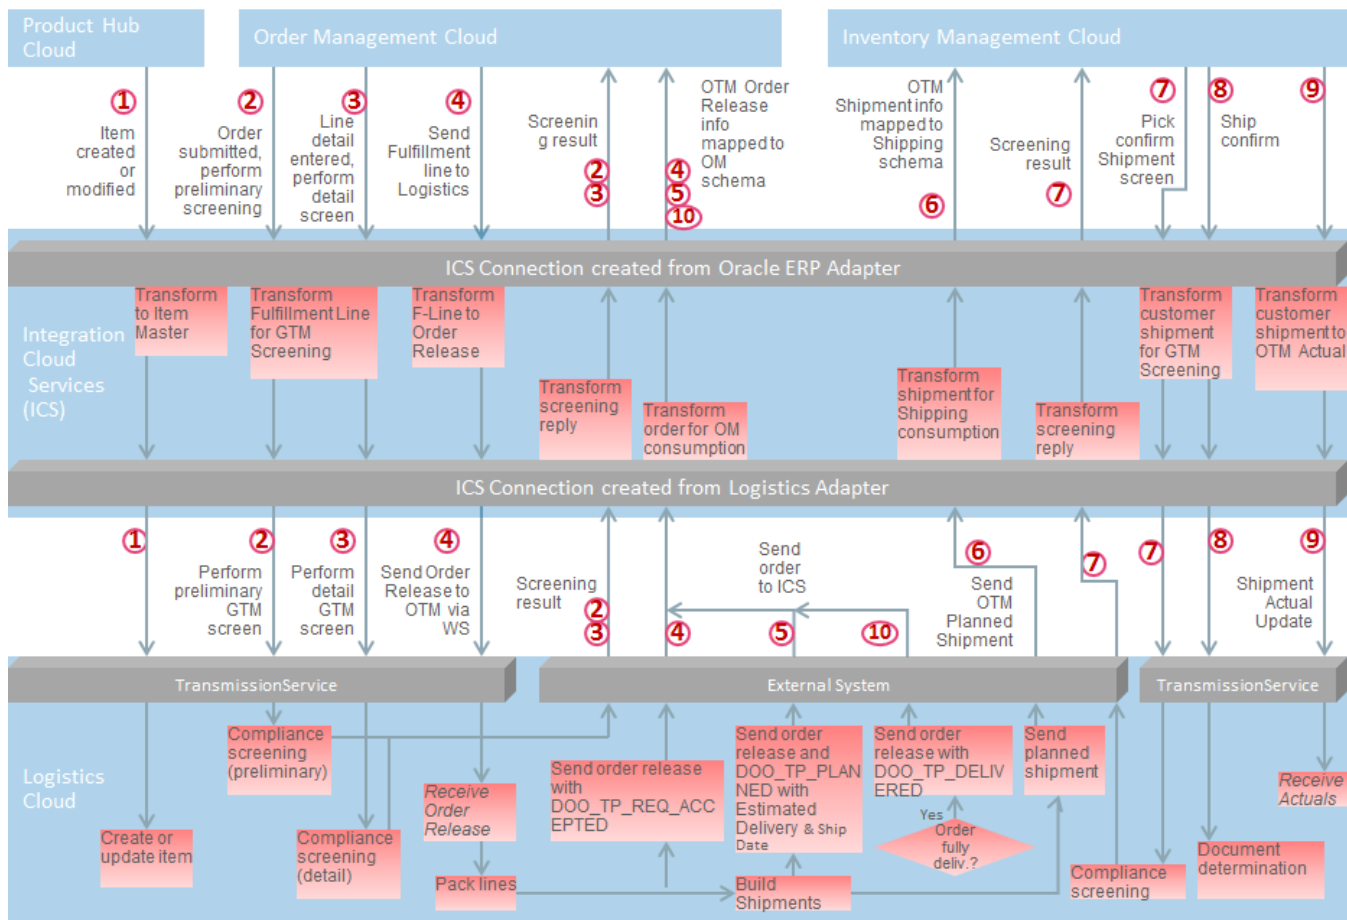 Product Hub
Cloud
Order Management Cloud
Inventory Management Cloud
1
Item
created
or
modified
2
Order
submitted,
perform
preliminary
screening
3
Line
detail
entered,
perform
detail
screen
4
Send
Fulfillment
line to
Logistics
Screenin
g result
2
3
OTM Order
Release
info
mapped to
OM
schema
4
5
10
OTM
Shipment info
mapped to
Shipping
schema
6
Screening
result
7
7
Pick
confirm
Shipment
screen
8
Ship
confirm
9
ICS Connection created from Oracle ERP Adapter
Integration
Cloud
Services
(ICS)
Transform
to Item
Master
Transform
Fulfillment Line
for GTM
Screening
Transform
F-Line to
Order
Release
Transform
screening
reply
Transform
order for OM
consumption
Transform
shipment for
Shipping
consumption
Transform
screening
reply
Transform
customer
shipment
for GTM
Screening
Transform
customer
shipment to
OTM Actual
ICS Connection created from Logistics Adapter
1
2
Perform
preliminary
GTM
screen
3
Perform
detail
GTM
screen
4
Send Order
Release to
OTM via
WS
Screening
result
2
3
4
Send
order
to ICS
5
10
6
Send
OTM
Planned
Shipment
7
7
8
9
Shipment
Actual
Update
TransmissionService
External System
TransmissionService
Logistics
Cloud
Create or
update item
Compliance
screening
(preliminary)
Compliance
screening
(detail)
Receive
Order
Release
Pack lines
Send order release
with
DOO_TP_REQ_ACC
EPTED
Send order
release and
DOO_TP_PLAN
NED with
Estimated
Delivery & Ship
Date
Build
Shipments
Send order
release with
DOO_TP_DELIV
ERED
Yes
Order
fully
deliv.?
Send
planned
shipment
Compliance
screening
Document
determination
Receive
Actuals